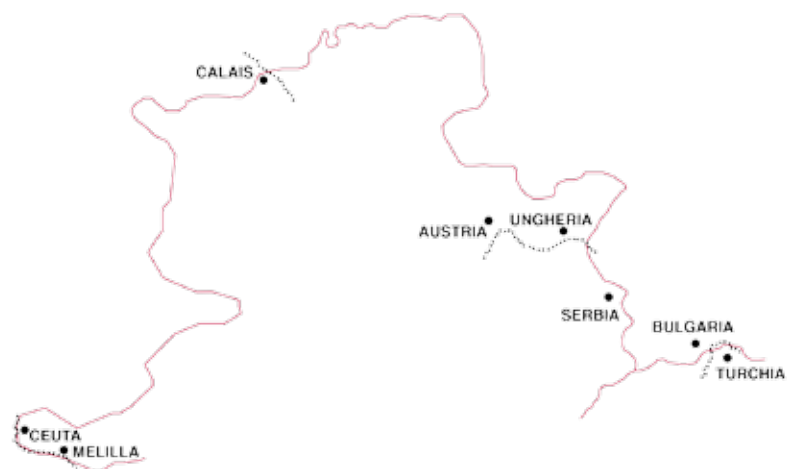 CALAIS
AUSTRIA
UNGHERIA
SERBIA
BULGARIA
TURCHIA
CEUTA
MELILLA